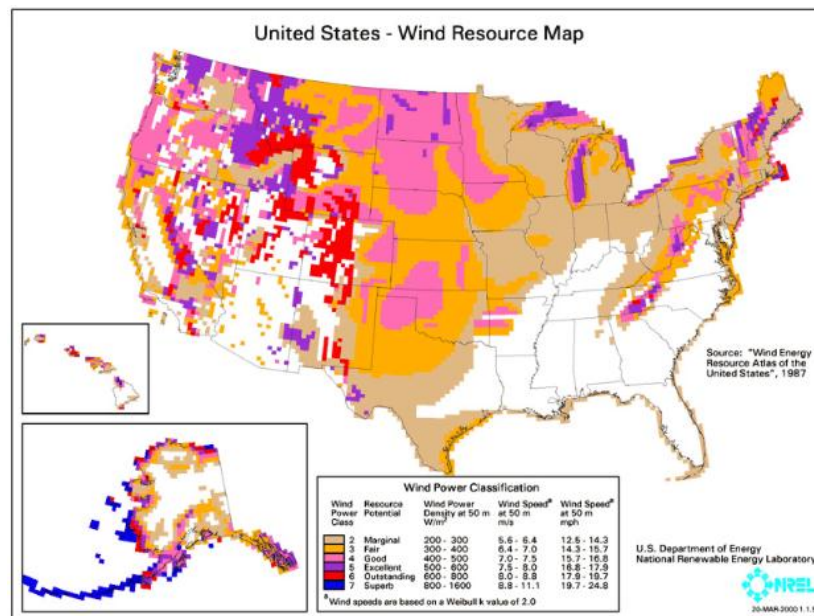 United States - Wind Resource Map
Source: "Wind Energy
Resource Atlas of the
United States", 1987
Wind Power Classification
Wind Power Class Resource Potential Wind Power Density at 50 m W/m² Wind Speedª at 50 m m/s Wind Speedª at 50 m mph
2 Marginal 200 - 300 5.6 - 6.4 12.5 - 14.3
3 Fair 300 - 400 6.4 - 7.0 14.3 - 15.7
4 Good 400 - 500 7.0 - 7.5 15.7 - 16.8
5 Excellent 500 - 600 7.5 - 8.0 16.8 - 17.9
6 Outstanding 600 - 800 8.0 - 8.8 17.9 - 19.7
7 Superb 800 - 1600 8.8 - 11.1 19.7 - 24.8
ª Wind speeds are based on a Weibull k value of 2.0
U.S. Department of Energy
National Renewable Energy Laboratory
NREL